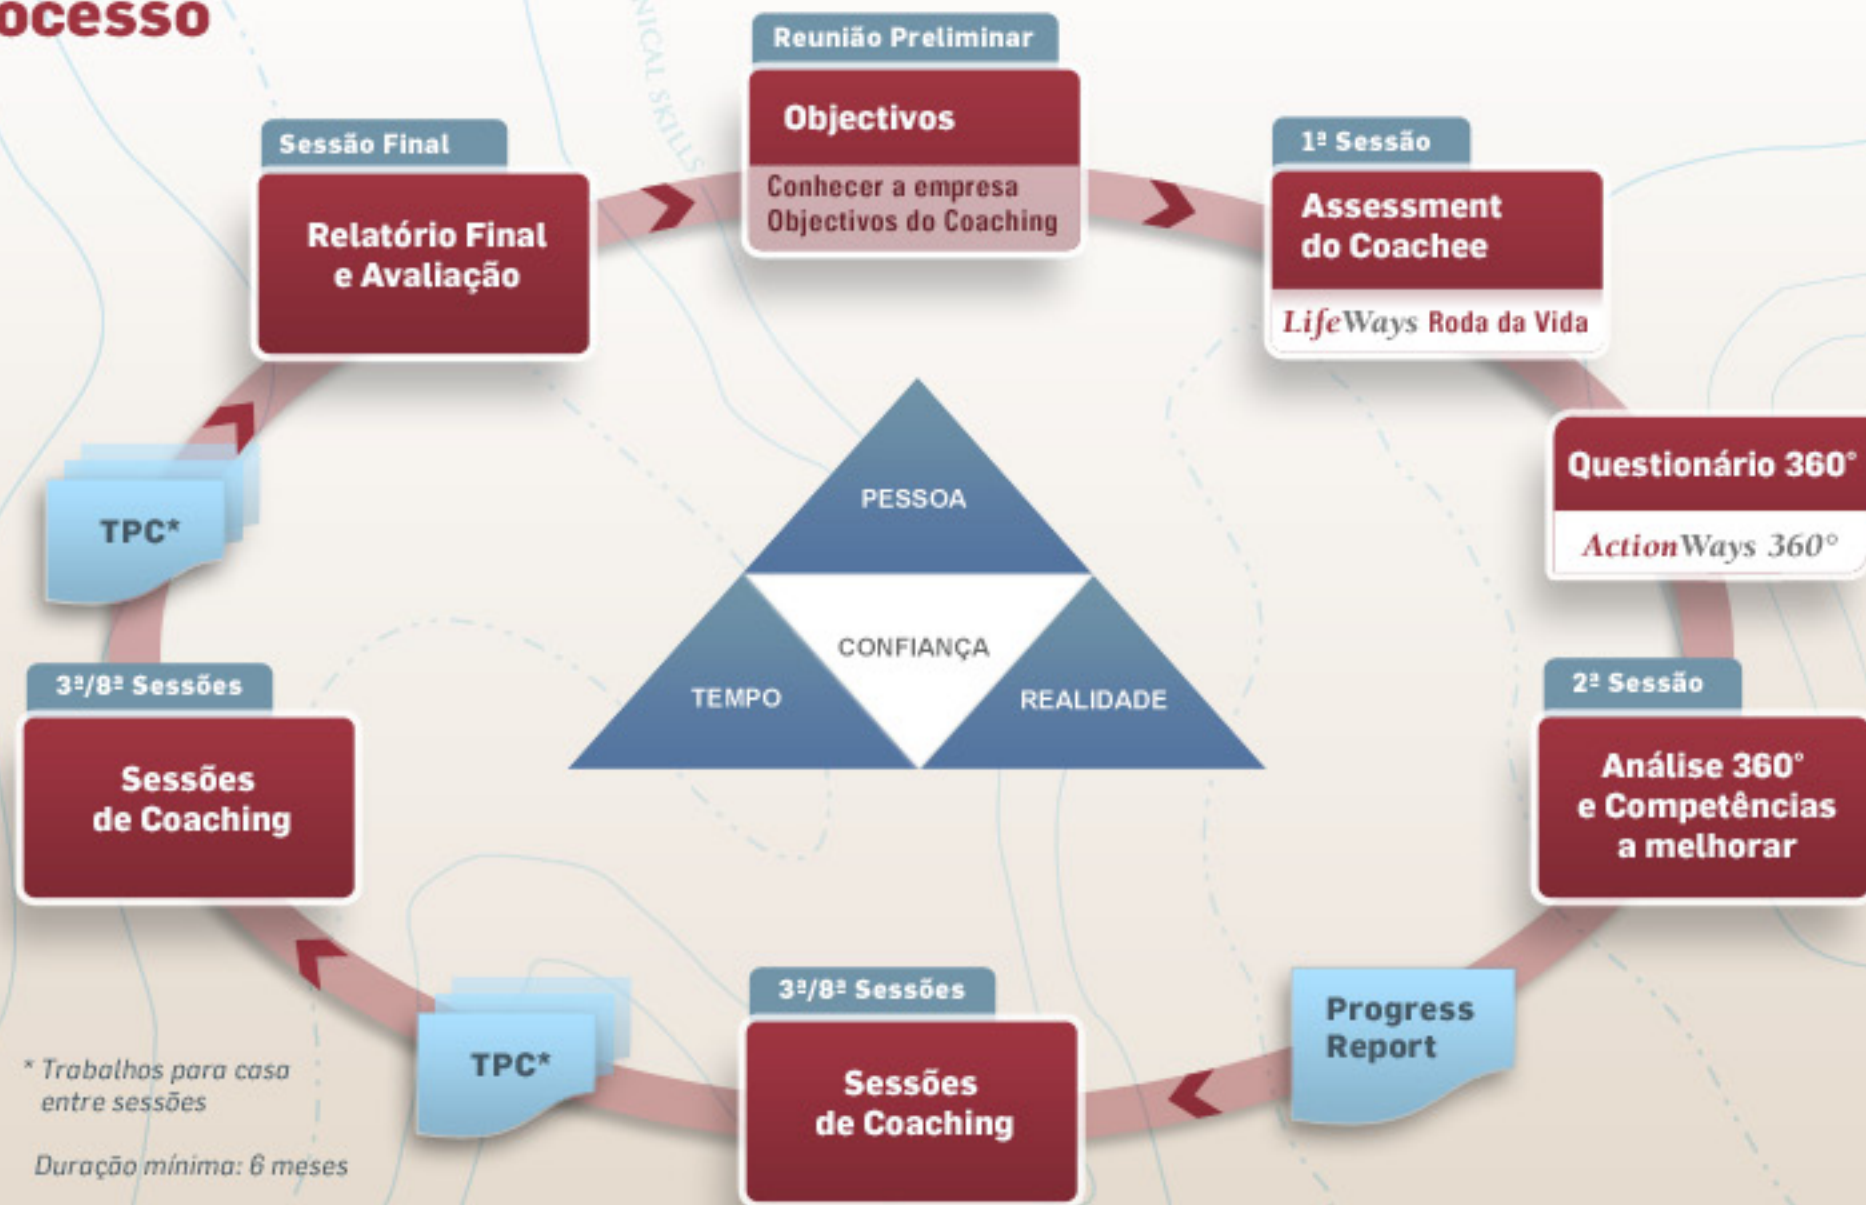 ocesso
NICAL SKILLS
Reunião Preliminar
Objectivos
Conhecer a empresa
Objectivos do Coaching
1ª Sessão
Assessment
do Coachee
LifeWays Roda da Vida
Questionário 360°
ActionWays 360°
2ª Sessão
Análise 360°
e Competências
a melhorar
Progress
Report
3ª/8ª Sessões
Sessões
de Coaching
TPC*
3ª/8ª Sessões
Sessões
de Coaching
TPC*
Sessão Final
Relatório Final
e Avaliação
PESSOA
CONFIANÇA
TEMPO
REALIDADE
* Trabalhos para casa
entre sessões
Duração mínima: 6 meses